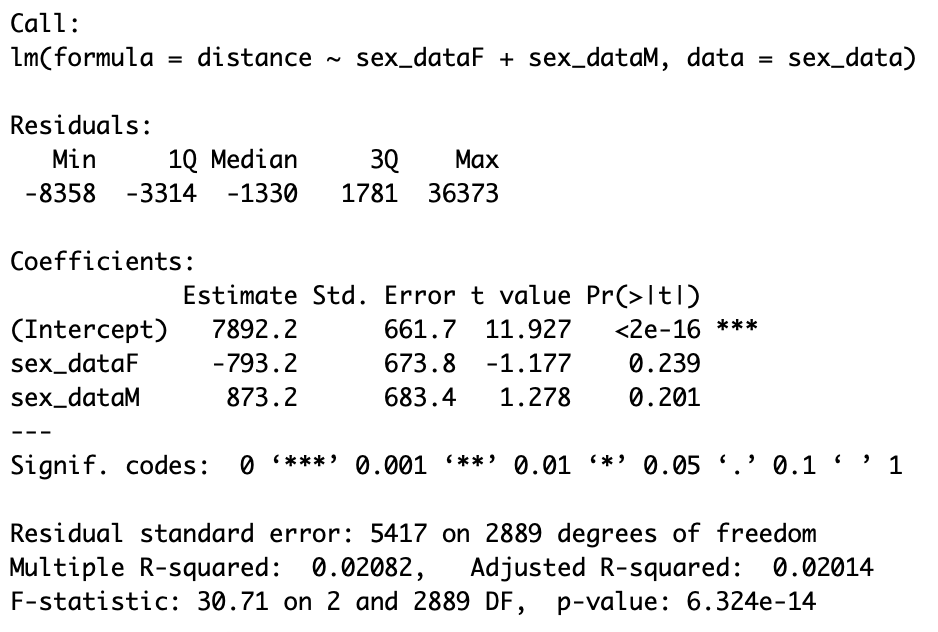 Call:
lm(formula = distance ~ sex_dataF + sex_dataM, data = sex_data)
Residuals:
Min 1Q Median 3Q Max
-8358 -3314 -1330 1781 36373
Coefficients:
Estimate Std. Error t value Pr(>|t|)
(Intercept) 7892.2 661.7 11.927 <2e-16 ***
sex_dataF -793.2 673.8 -1.177 0.239
sex_dataM 873.2 683.4 1.278 0.201
---
Signif. codes: 0 ‘***’ 0.001 ‘**’ 0.01 ‘*’ 0.05 ‘.’ 0.1 ‘ ’ 1
Residual standard error: 5417 on 2889 degrees of freedom
Multiple R-squared: 0.02082, Adjusted R-squared: 0.02014
F-statistic: 30.71 on 2 and 2889 DF, p-value: 6.324e-14